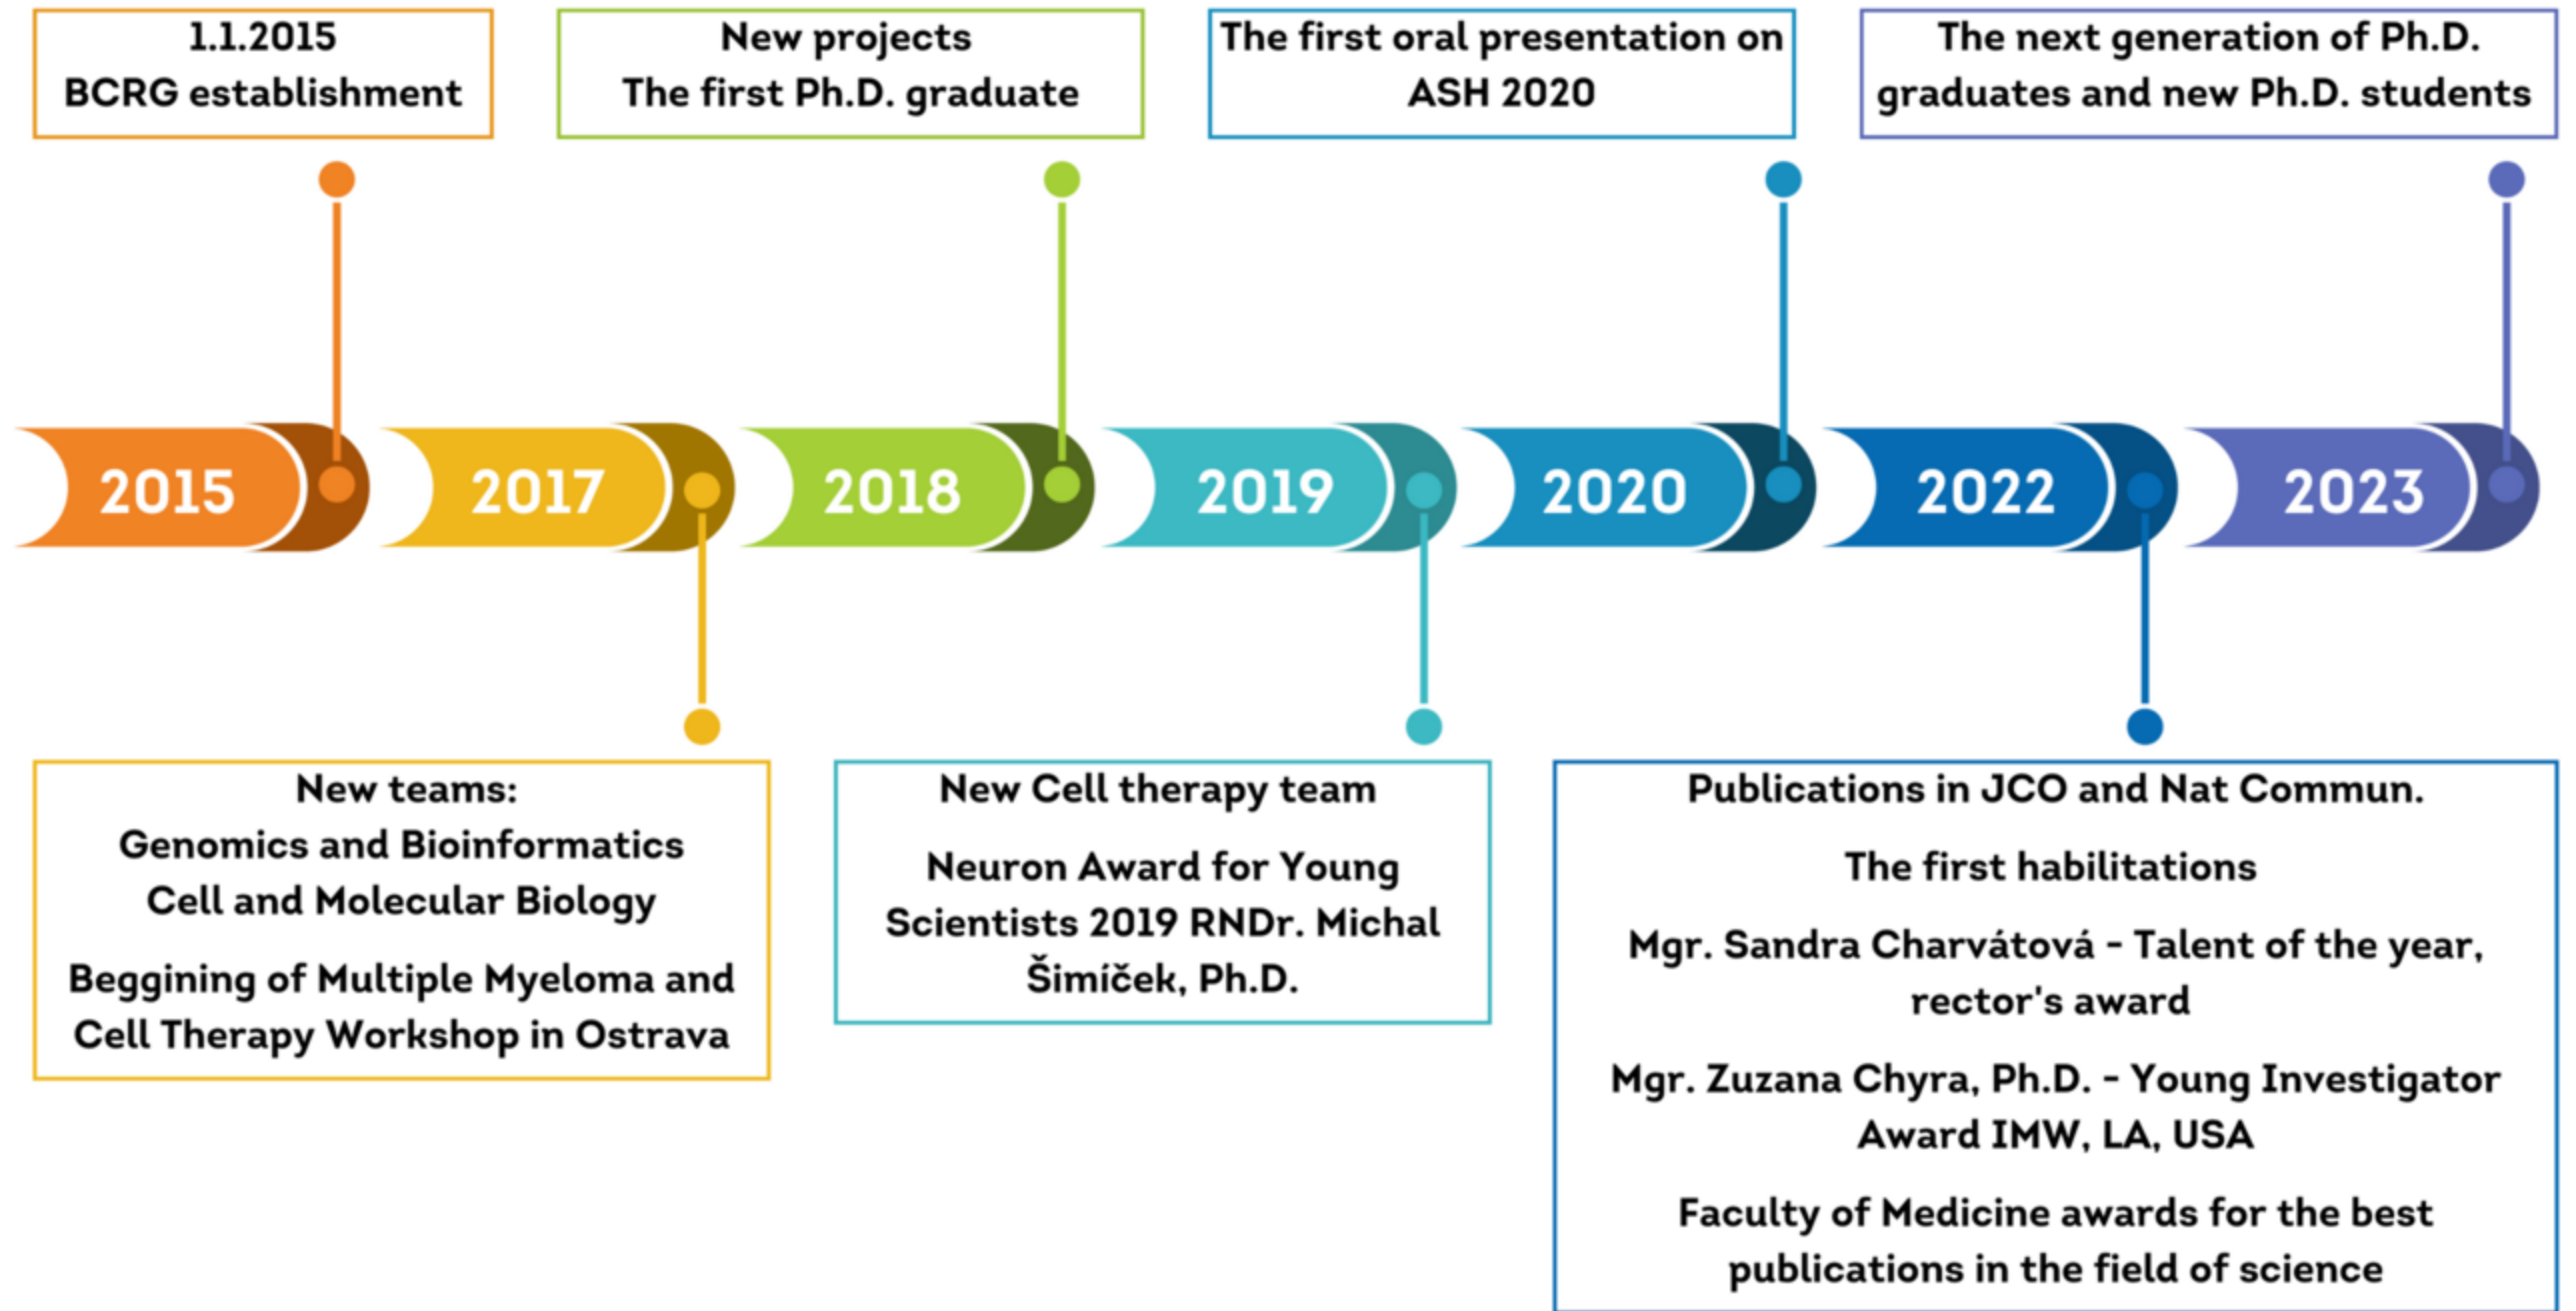 1.1.2015
BCRG establishment
New projects
The first Ph.D. graduate
The first oral presentation on
ASH 2020
The next generation of Ph.D.
graduates and new Ph.D. students
2015
2017
2018
2019
2020
2022
2023
New teams:
Genomics and Bioinformatics
Cell and Molecular Biology
Beggining of Multiple Myeloma and
Cell Therapy Workshop in Ostrava
New Cell therapy team
Neuron Award for Young
Scientists 2019 RNDr. Michal
Šimíček, Ph.D.
Publications in JCO and Nat Commun.
The first habilitations
Mgr. Sandra Charvátová - Talent of the year,
rector's award
Mgr. Zuzana Chyra, Ph.D. - Young Investigator
Award IMW, LA, USA
Faculty of Medicine awards for the best
publications in the field of science